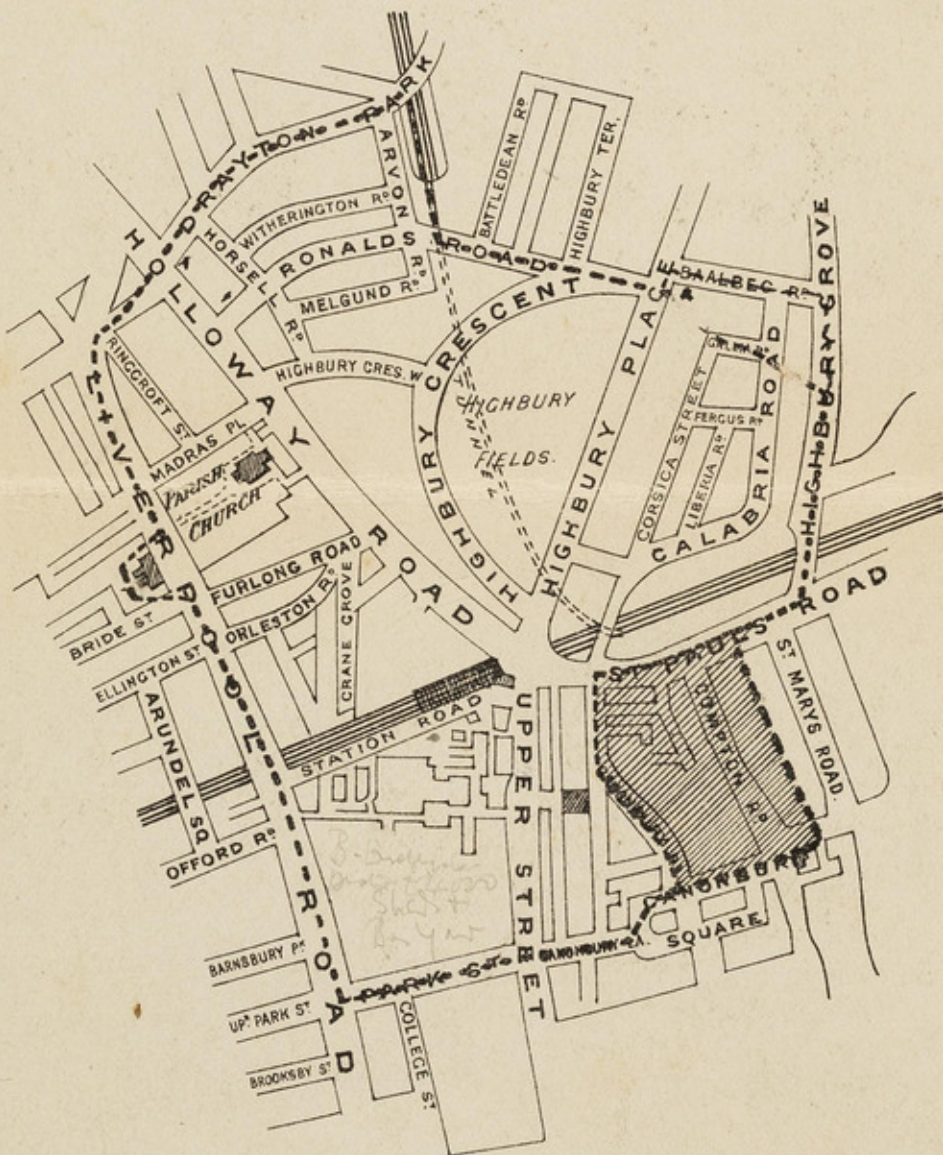 DRAYTON PARK
ARVON RD
WITHERINGTON RD
HORSELL RD
RONALDS ROAD
MELGUND RD
BATTLEDEAN RD
HIGHBURY TER.
BAALBEC RD
HIGHBURY GROVE
HOLLOWAY ROAD
RINGCROFT ST
HIGHBURY CRES. W
HIGHBURY CRESCENT
HIGHBURY
FIELDS.
TUNNEL
HIGHBURY PLACE
CORSICA STREET
FERGUS RD
LIBERIA RD
CALABRIA ROAD
MADRAS PL
PARISH
CHURCH
LIVERPOOL ROAD
FURLONG ROAD
ORLESTON RD
CRANE GROVE
BRIDE ST
ELLINGTON ST
ARUNDEL SQ
STATION ROAD
OFFORD RD
UPPER STREET
ST PAULS ROAD
COMPTON RD
ST MARYS ROAD.
CANONBURY
SQUARE
BARNSBURY PK
UPR PARK ST
PARK ST
COLLEGE ST
BROOKSBY ST